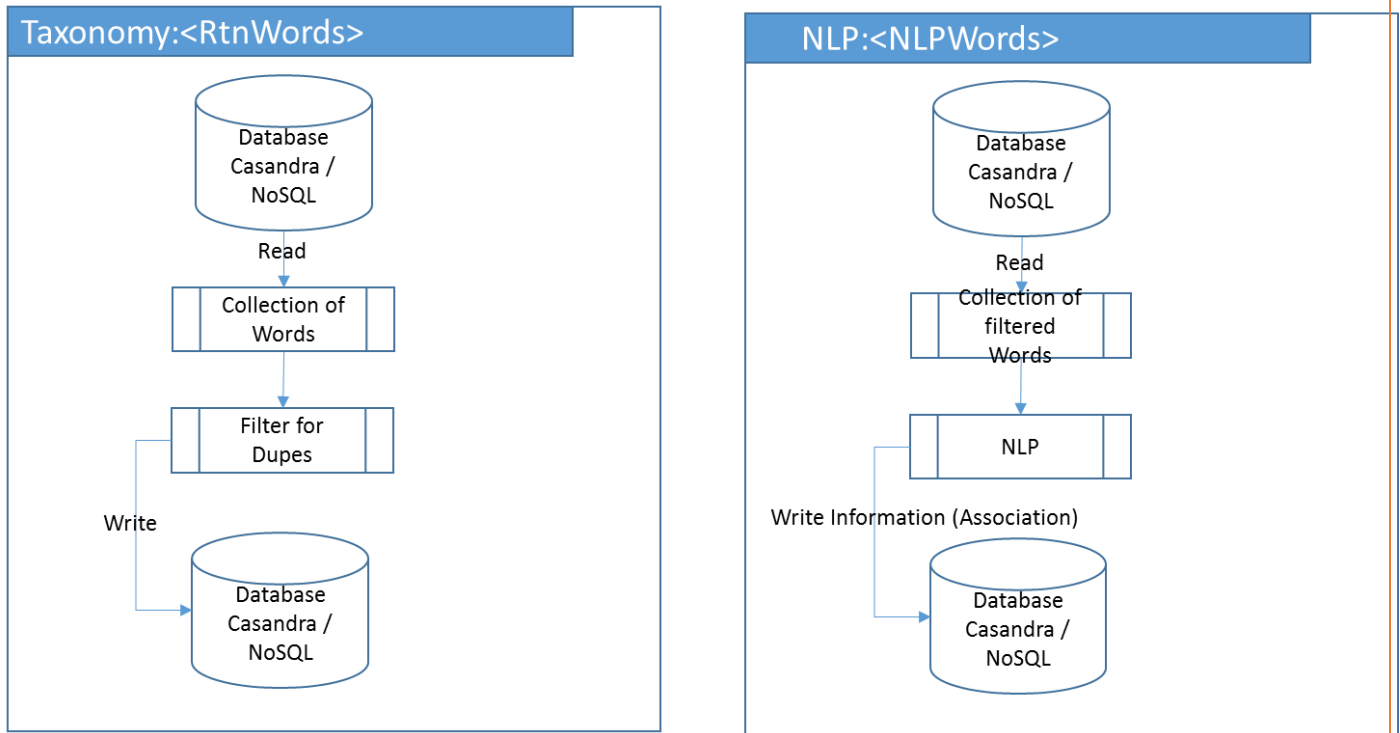 Taxonomy:<RtnWords>
Database
Casandra /
NoSQL
Read
Collection of
Words
Filter for
Dupes
Write
Database
Casandra /
NoSQL
NLP:<NLPWords>
Database
Casandra /
NoSQL
Read
Collection of
filtered
Words
NLP
Write Information (Association)
Database
Casandra /
NoSQL